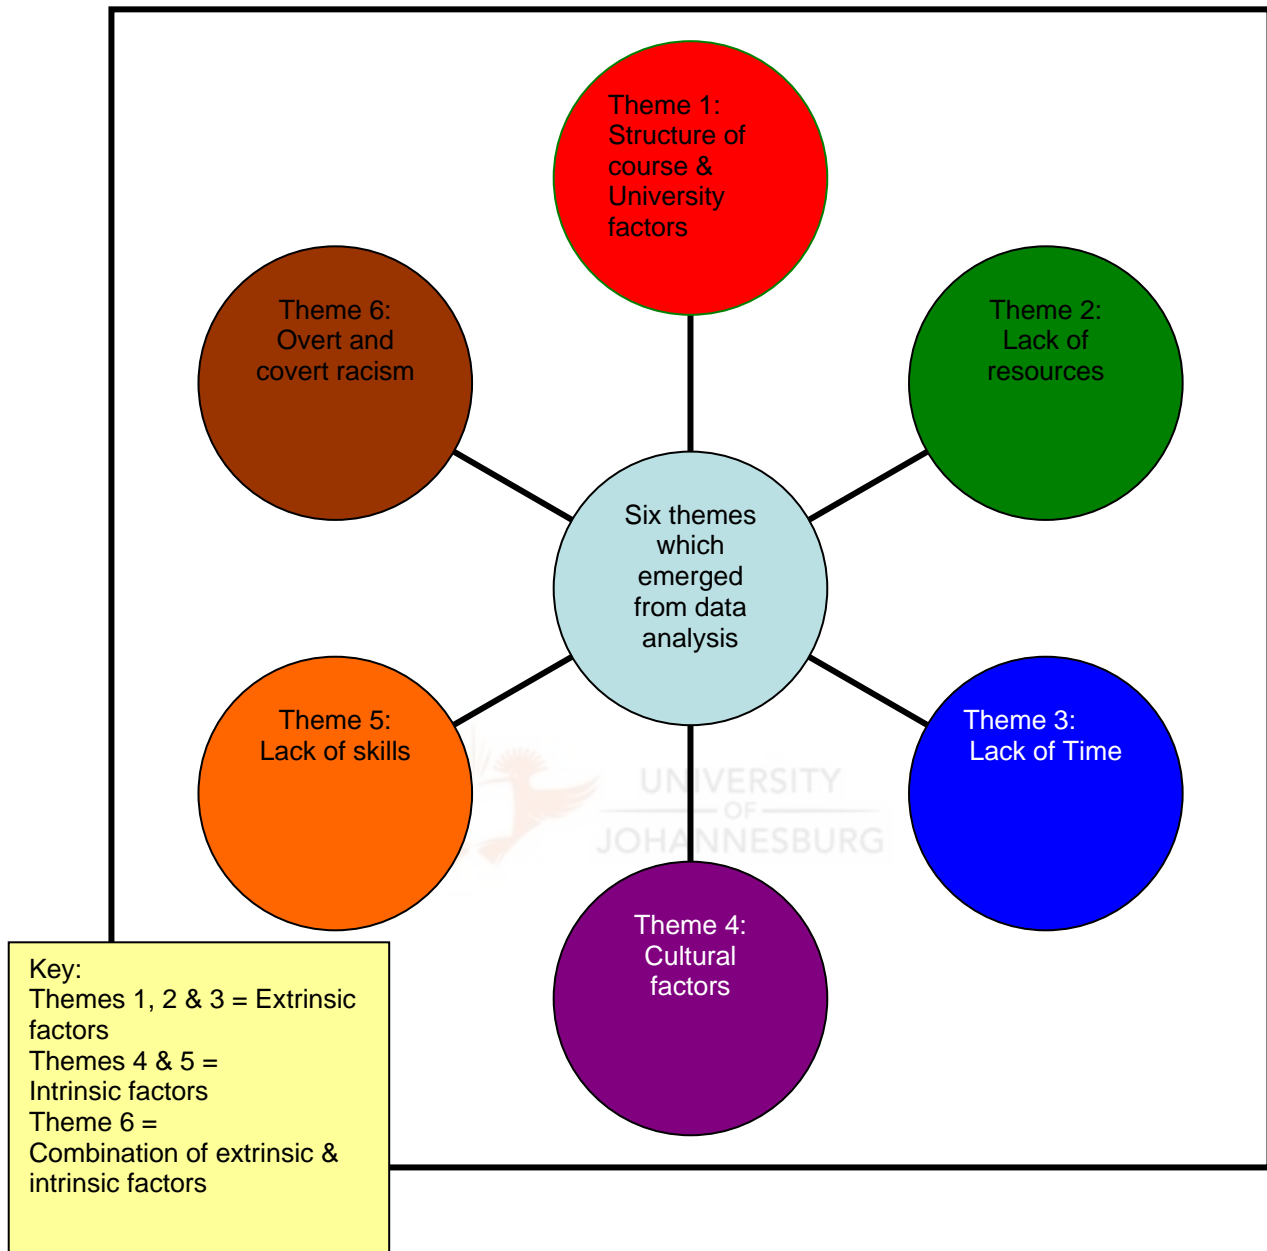 Theme 1:
Structure of
course &
University
factors
Theme 6:
Overt and
covert racism
Theme 2:
Lack of
resources
Six themes
which
emerged
from data
analysis
Theme 5:
Lack of skills
Theme 3:
Lack of Time
UNIVERSITY
OF
JOHANNESBURG
Theme 4:
Cultural
factors
Key:
Themes 1, 2 & 3 = Extrinsic
factors
Themes 4 & 5 =
Intrinsic factors
Theme 6 =
Combination of extrinsic &
intrinsic factors